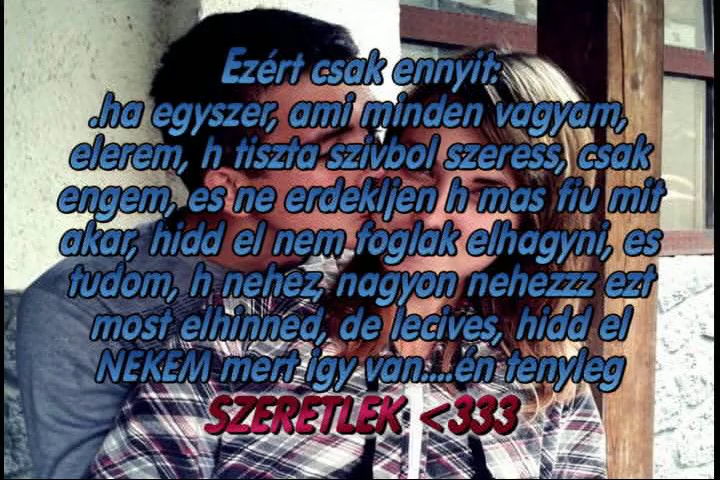 Ezért csak ennyit:
.ha egyszer, ami minden vagyam,
elerem, h tiszta szivbol szeress, csak
engem, es ne erdekljen h mas fiu mit
akar, hidd el nem foglak elhagyni, es
tudom, h nehez, nagyon nehezzz ezt
most elhinned, de lecives, hidd el
NEKEM mert igy van....én tenyleg
SZERETLEK <333